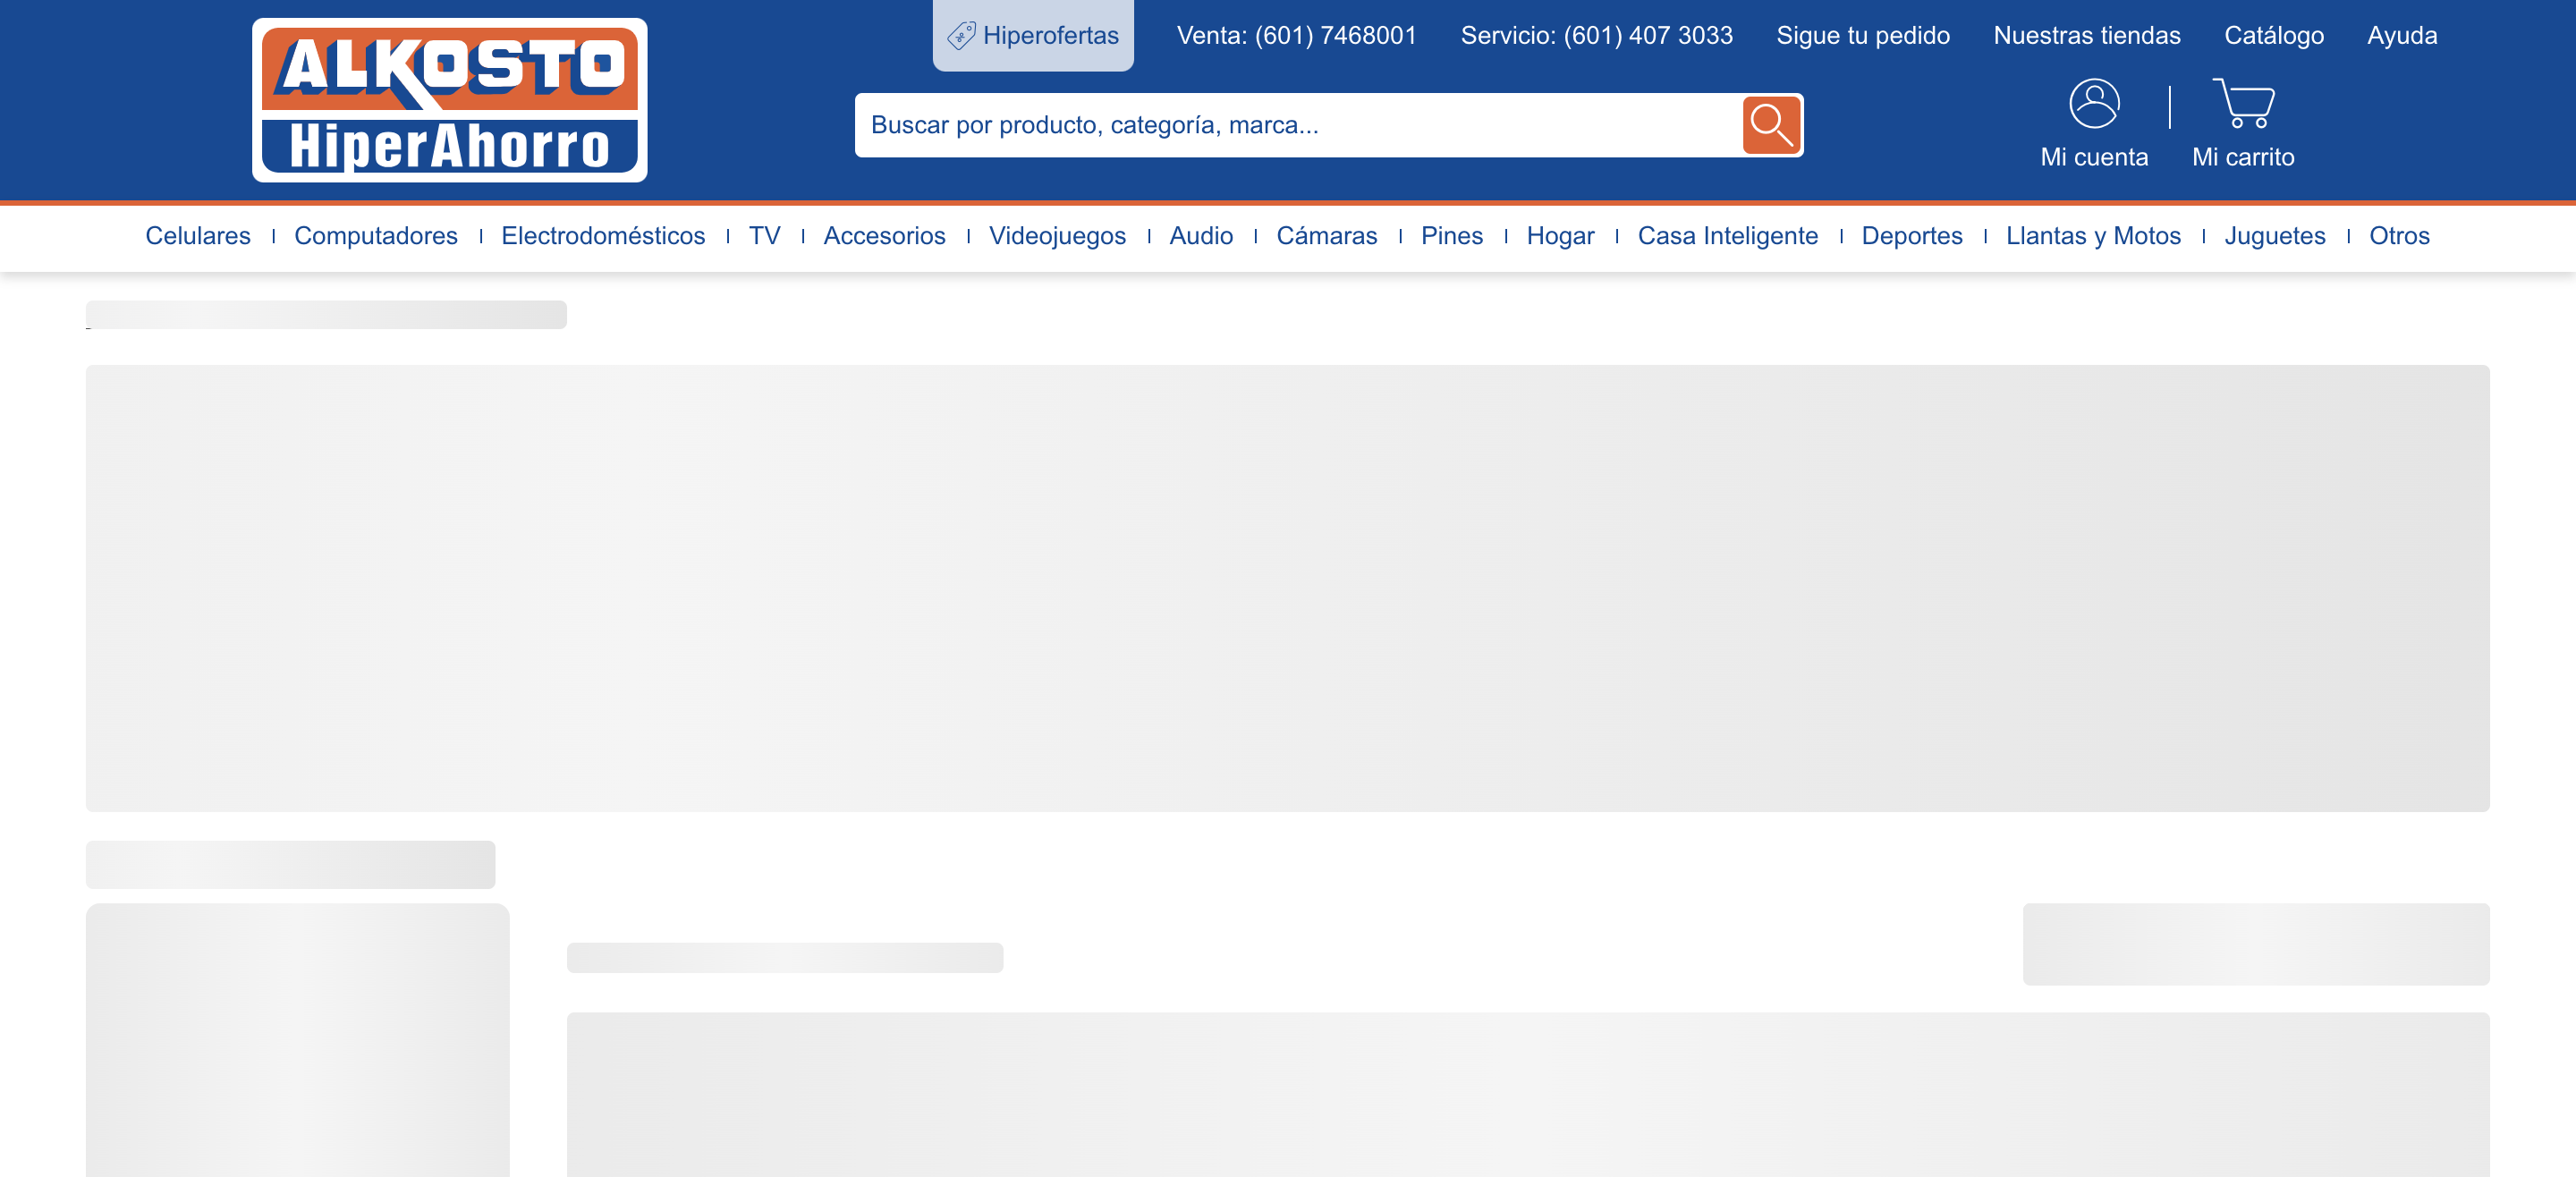 ALKOSTO
HiperAhorro
Hiperofertas
Venta: (601) 7468001
Servicio: (601) 407 3033
Sigue tu pedido
Nuestras tiendas
Catálogo
Ayuda
Buscar por producto, categoría, marca...
Mi cuenta
Mi carrito
Celulares
Computadores
Electrodomésticos
TV
Accesorios
Videojuegos
Audio
Cámaras
Pines
Hogar
Casa Inteligente
Deportes
Llantas y Motos
Juguetes
Otros